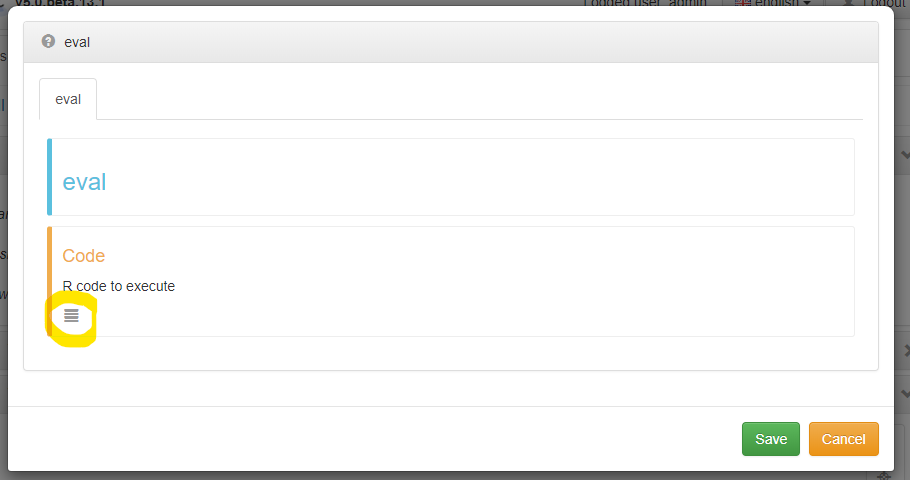 v5.0.beta.13.1
Logged user: admin
english
Logout
eval
eval
eval
Code
R code to execute
Save
Cancel